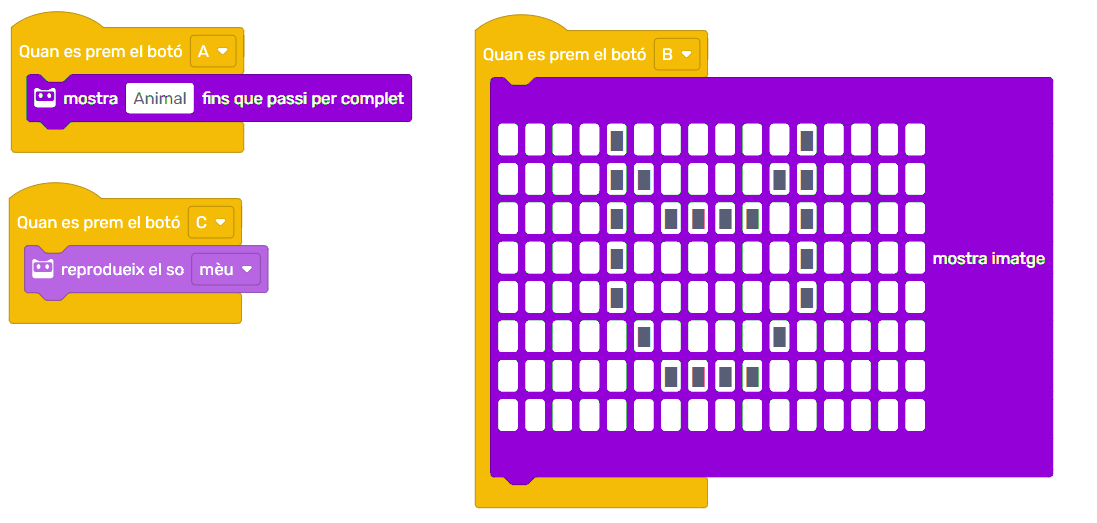 Quan es prem el botó A
mostra Animal fins que passi per complet
Quan es prem el botó C
reprodueix el so mèu
Quan es prem el botó B
mostra imatge